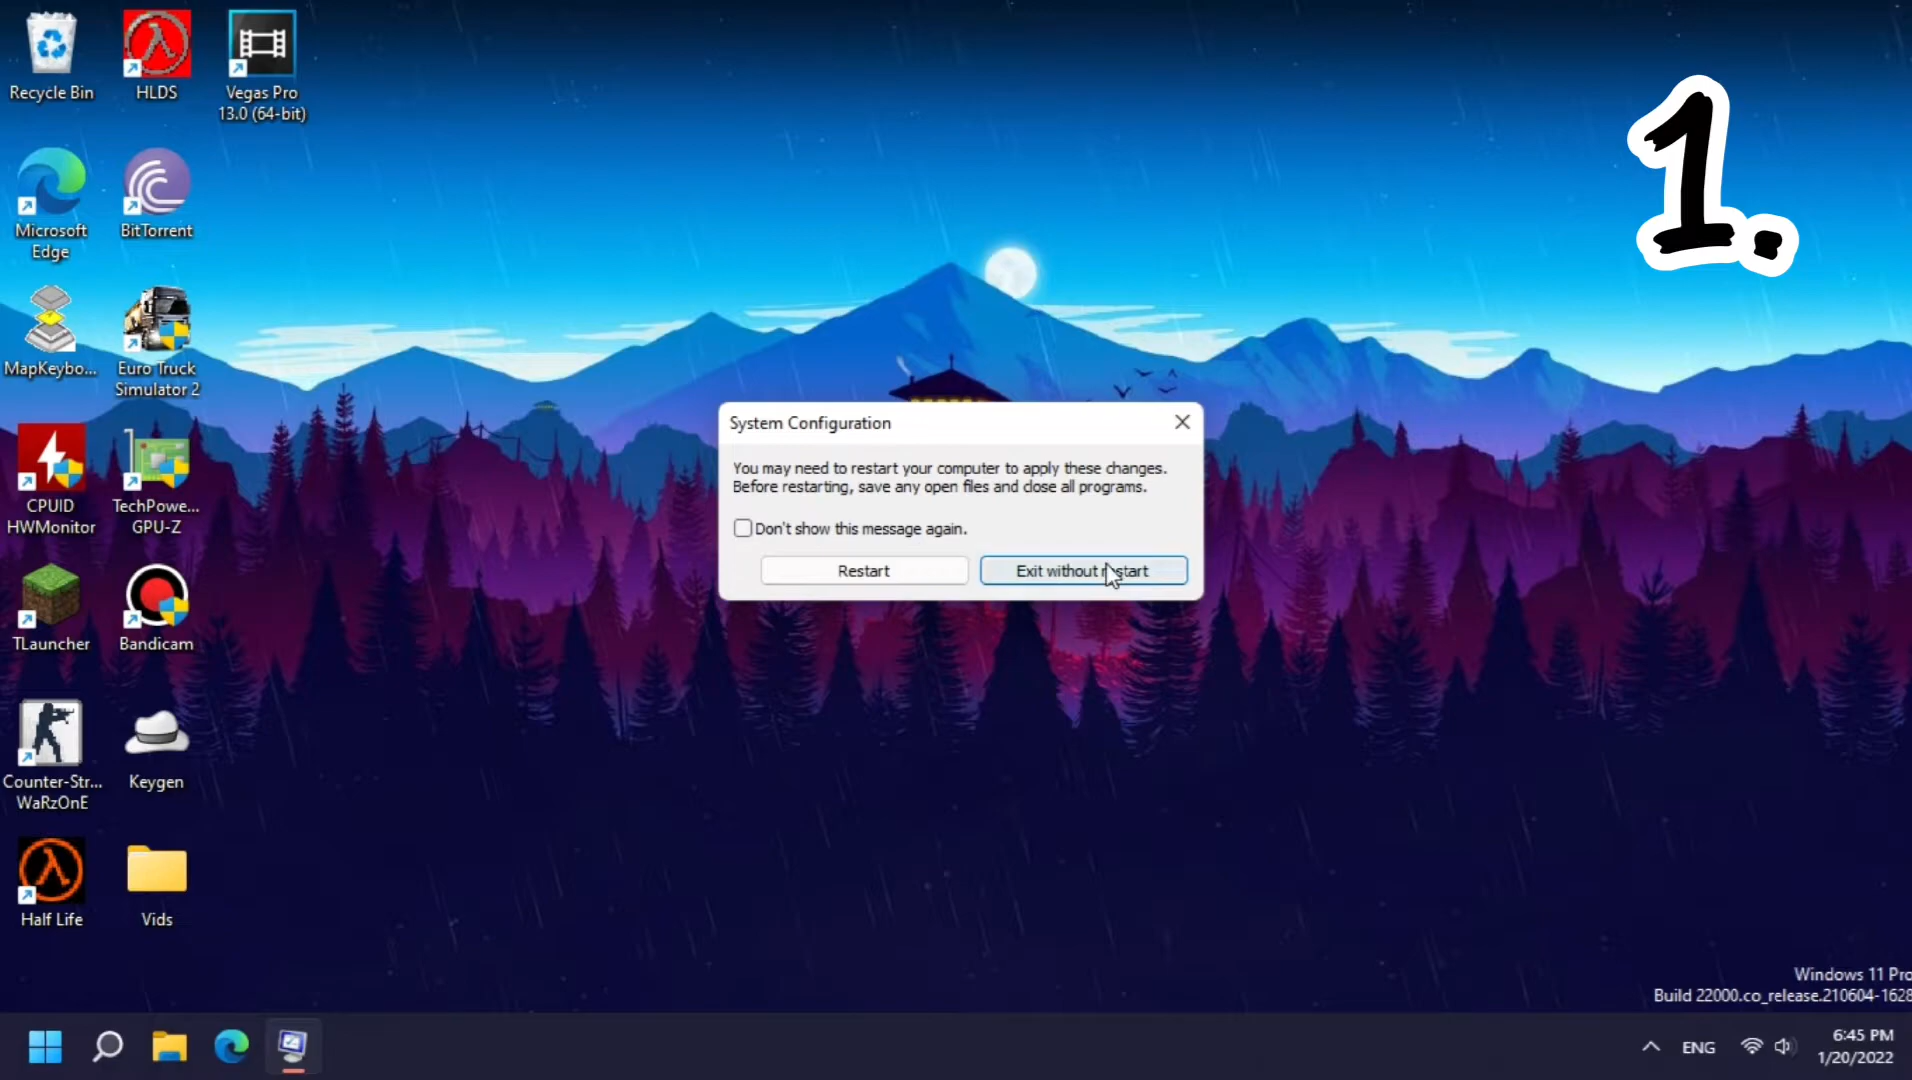 Recycle Bin
HLDS
Vegas Pro
13.0 (64-bit)
1.
Microsoft
Edge
BitTorrent
MapKeybo...
Euro Truck
Simulator 2
System Configuration
You may need to restart your computer to apply these changes.
Before restarting, save any open files and close all programs.
Don't show this message again.
Restart
Exit without restart
CPUID
HWMonitor
TechPowe...
GPU-Z
TLauncher
Bandicam
Counter-Str...
WaRzOnE
Keygen
Half Life
Vids
Windows 11 Pro
Build 22000.co_release.210604-1628
ENG
6:45 PM
1/20/2022